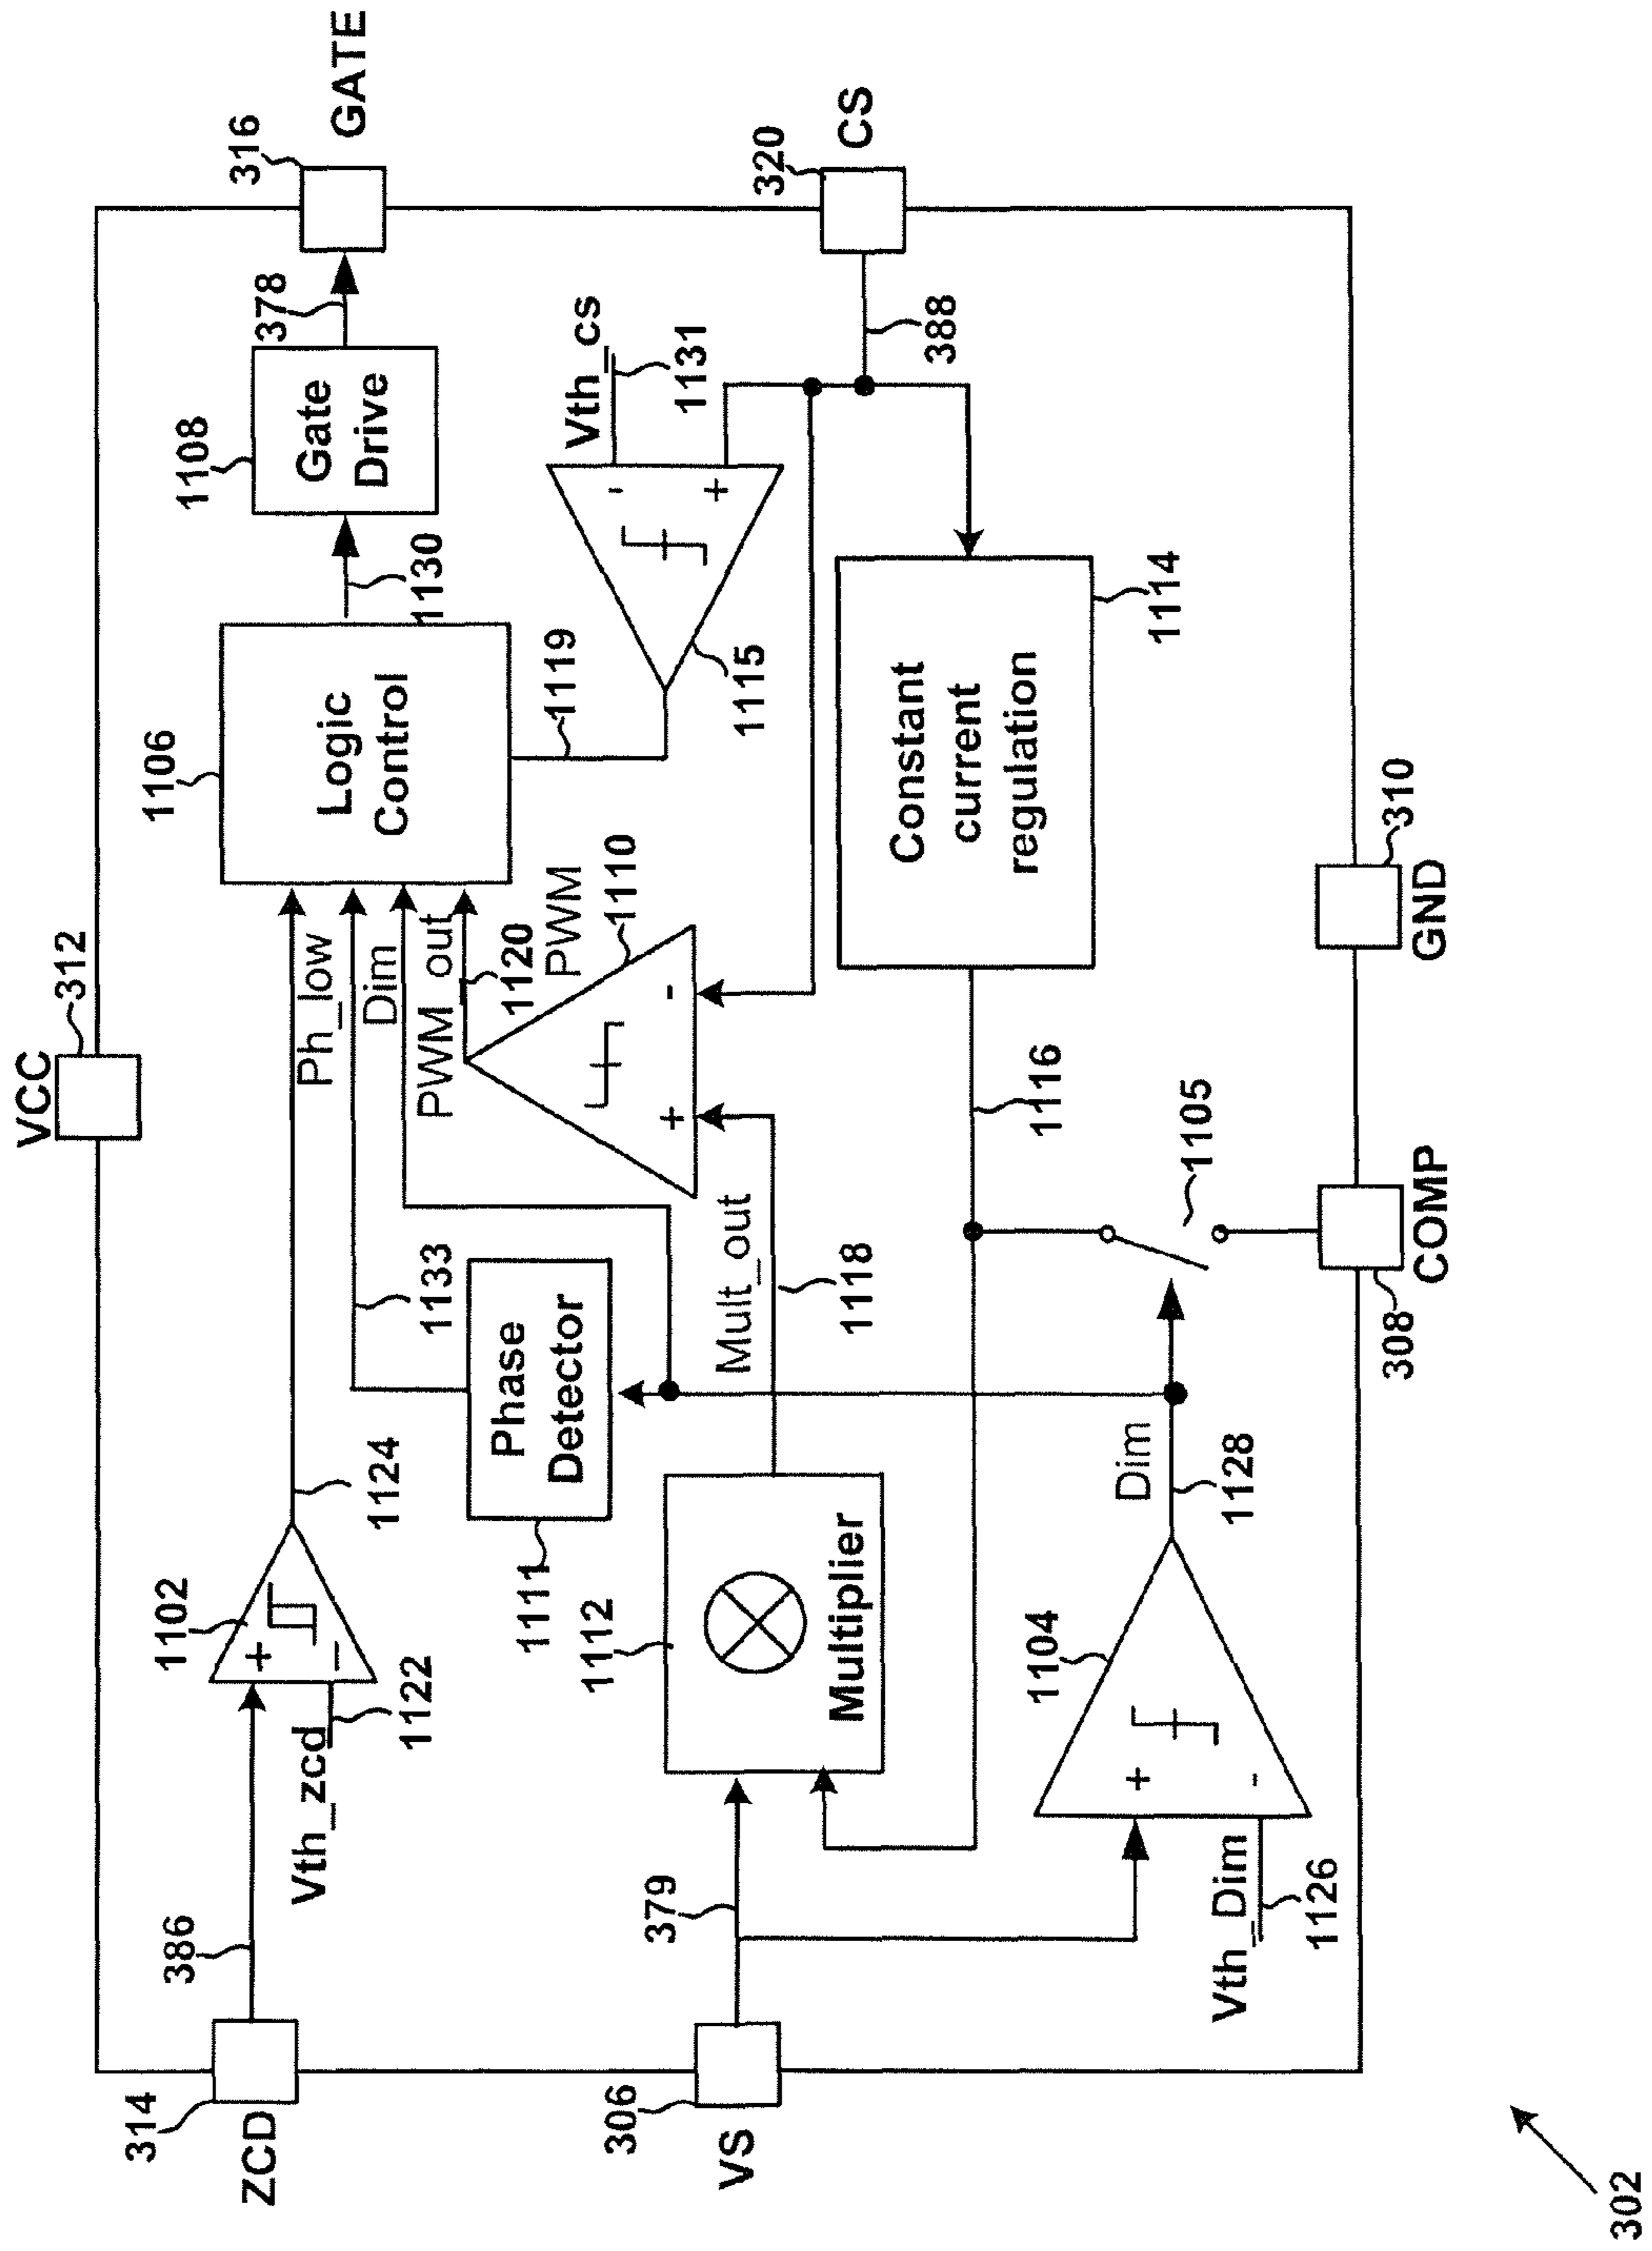 VCC
312
314
ZCD
386
1102
+
-
Vth_zcd
1122
1124
Ph_low
1133
Dim
PWM_out
1120
PWM
1110
+
-
1106
Logic
Control
1130
1108
Gate
Drive
378
316
GATE
1119
1115
Vth_cs
1131
-
+
1111
Phase
Detector
306
VS
379
1112
Multiplier
Mult_out
1118
388
320
CS
Constant
current
regulation
1114
1116
1104
+
-
Vth_Dim
1126
Dim
1128
1105
308
COMP
310
GND
302